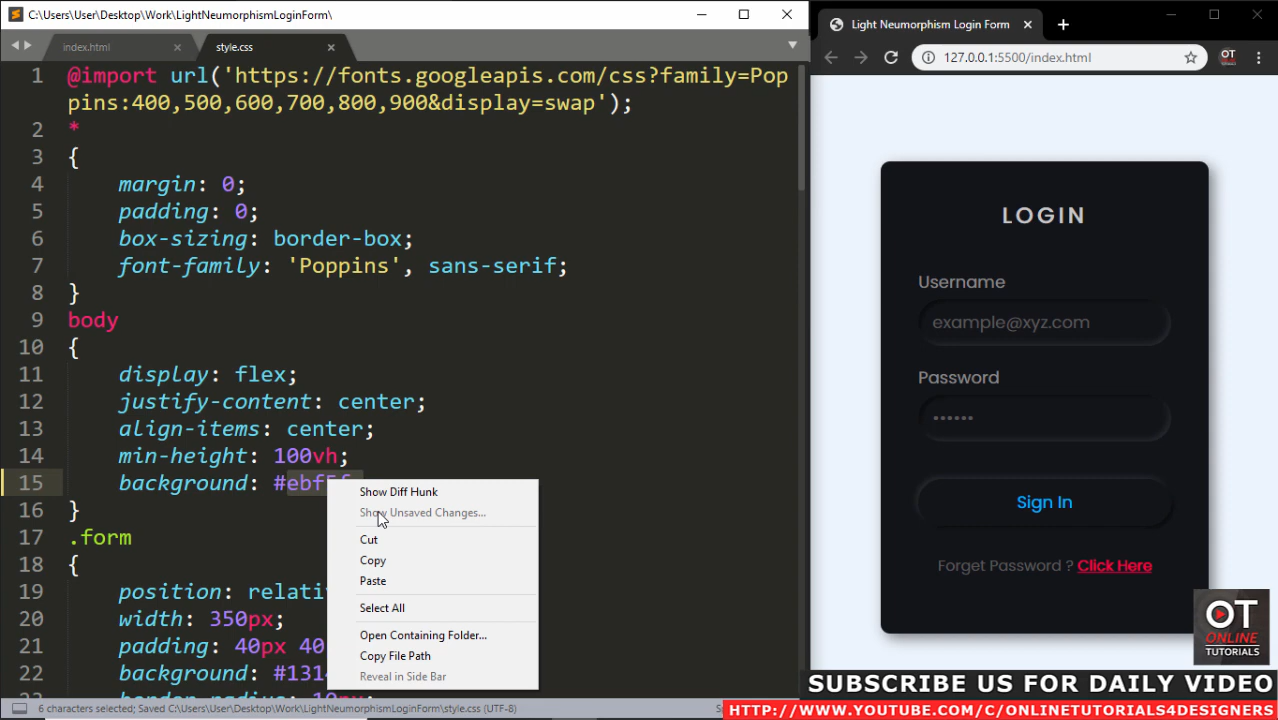 C:\Users\User\Desktop\Work\LightNeumorphismLoginForm\
index.html
style.css
1 @import url('https://fonts.googleapis.com/css?family=Pop
pins:400,500,600,700,800,900&display=swap');
2 *
3 {
4 margin: 0;
5 padding: 0;
6 box-sizing: border-box;
7 font-family: 'Poppins', sans-serif;
8 }
9 body
10 {
11 display: flex;
12 justify-content: center;
13 align-items: center;
14 min-height: 100vh;
15 background:
16 }
17 .form
18 {
19 position:
20 width: 350px;
21 padding: 40px 40
22 background:
23
Show Diff Hunk
Show Unsaved Changes...
Cut
Copy
Paste
Select All
Open Containing Folder...
Copy File Path
Reveal in Side Bar
6 characters selected; Saved C:\Users\User\Desktop\Work\LightNeumorphismLoginForm\style.css (UTF-8)
Light Neumorphism Login Form
127.0.0.1:5500/index.html
OT
LOGIN
Username
example@xyz.com
Password
Sign In
Forget Password ? Click Here
OT
ONLINE
TUTORIALS
SUBSCRIBE US FOR DAILY VIDEO
HTTP://WWW.YOUTUBE.COM/C/ONLINETUTORIALS4DESIGNERS